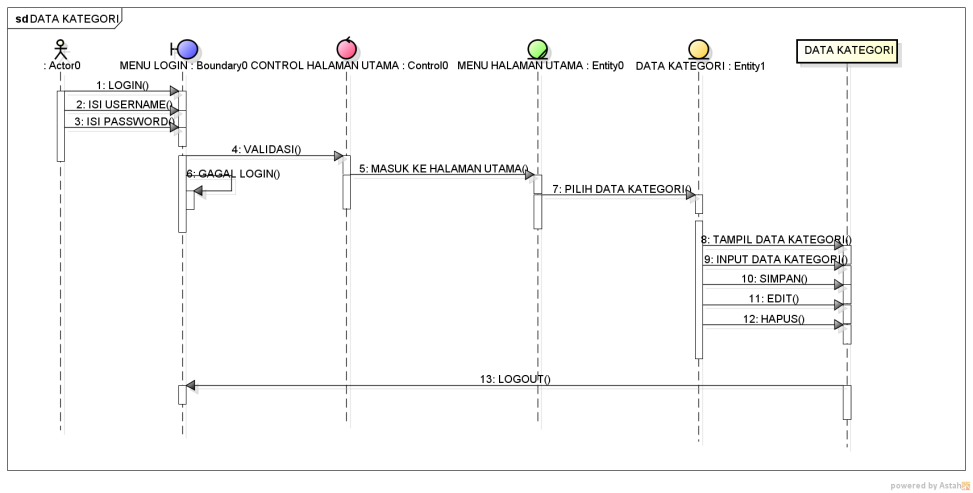 sd DATA KATEGORI
: Actor0
MENU LOGIN : Boundary0
CONTROL HALAMAN UTAMA : Control0
MENU HALAMAN UTAMA : Entity0
DATA KATEGORI : Entity1
DATA KATEGORI
1: LOGIN()
2: ISI USERNAME()
3: ISI PASSWORD()
4: VALIDASI()
5: MASUK KE HALAMAN UTAMA()
6: GAGAL LOGIN()
7: PILIH DATA KATEGORI()
8: TAMPIL DATA KATEGORI()
9: INPUT DATA KATEGORI()
10: SIMPAN()
11: EDIT()
12: HAPUS()
13: LOGOUT()
powered by Astah